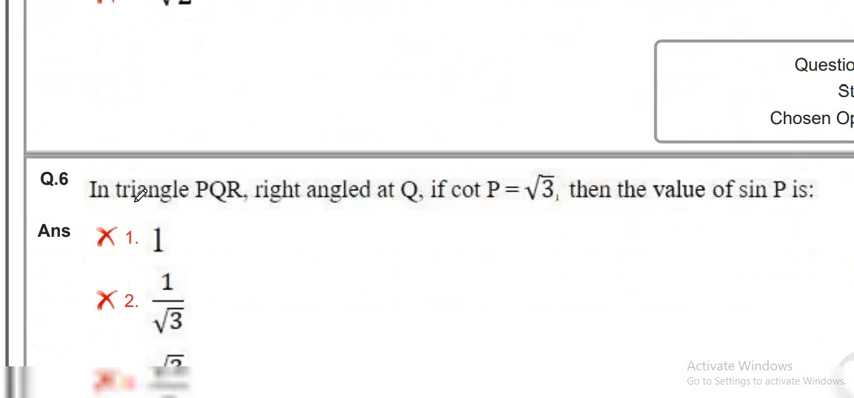 Questio
St
Chosen Op
Q.6 In triangle PQR, right angled at Q, if cot P = √3, then the value of sin P is:
Ans ✗ 1. 1
✗ 2. 1/√3
Activate Windows
Go to Settings to activate Windows.